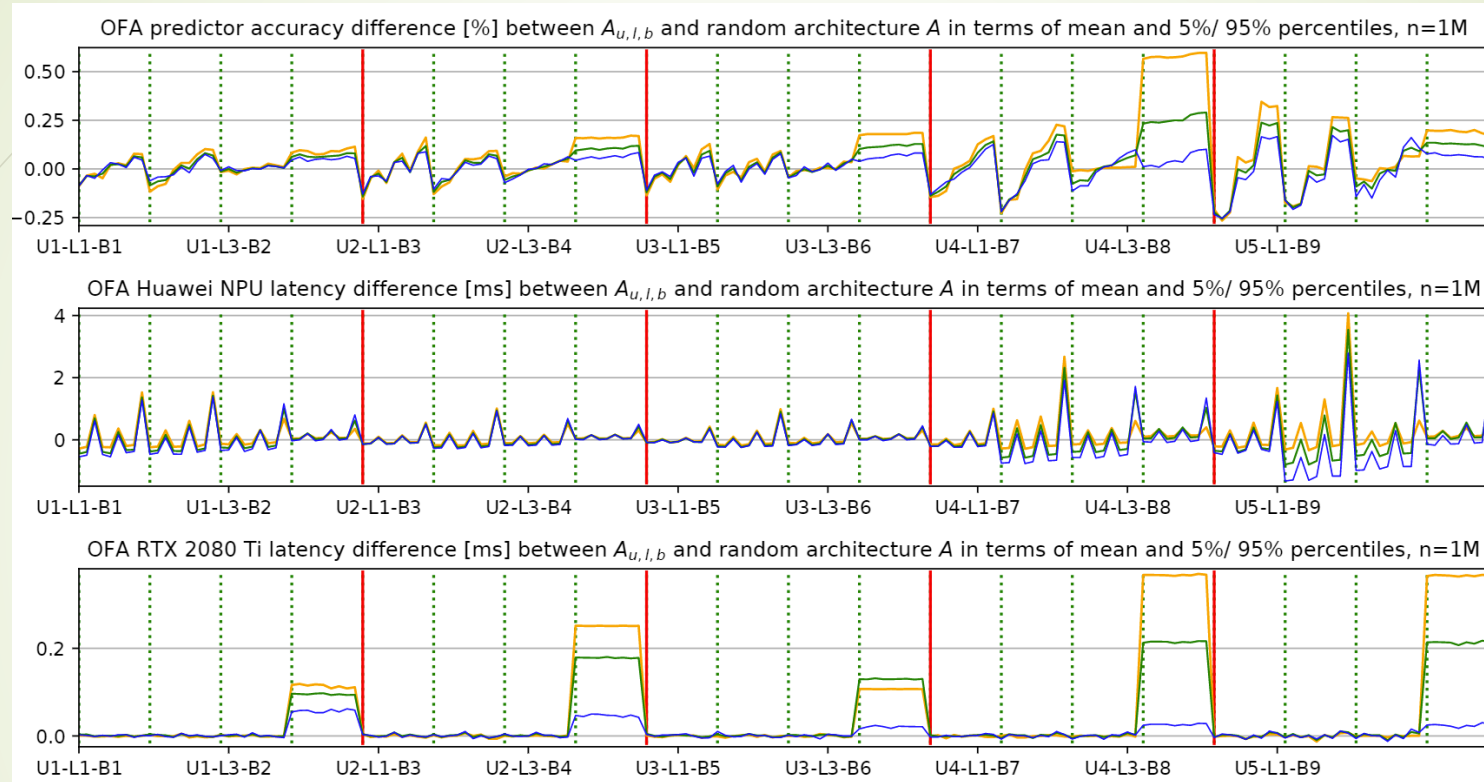 OFA predictor accuracy difference [%] between A_{u,l,b} and random architecture A in terms of mean and 5%/ 95% percentiles, n=1M
0.50
0.25
0.00
−0.25
U1-L1-B1 U1-L3-B2 U2-L1-B3 U2-L3-B4 U3-L1-B5 U3-L3-B6 U4-L1-B7 U4-L3-B8 U5-L1-B9
OFA Huawei NPU latency difference [ms] between A_{u,l,b} and random architecture A in terms of mean and 5%/ 95% percentiles, n=1M
4
2
0
U1-L1-B1 U1-L3-B2 U2-L1-B3 U2-L3-B4 U3-L1-B5 U3-L3-B6 U4-L1-B7 U4-L3-B8 U5-L1-B9
OFA RTX 2080 Ti latency difference [ms] between A_{u,l,b} and random architecture A in terms of mean and 5%/ 95% percentiles, n=1M
0.2
0.0
U1-L1-B1 U1-L3-B2 U2-L1-B3 U2-L3-B4 U3-L1-B5 U3-L3-B6 U4-L1-B7 U4-L3-B8 U5-L1-B9